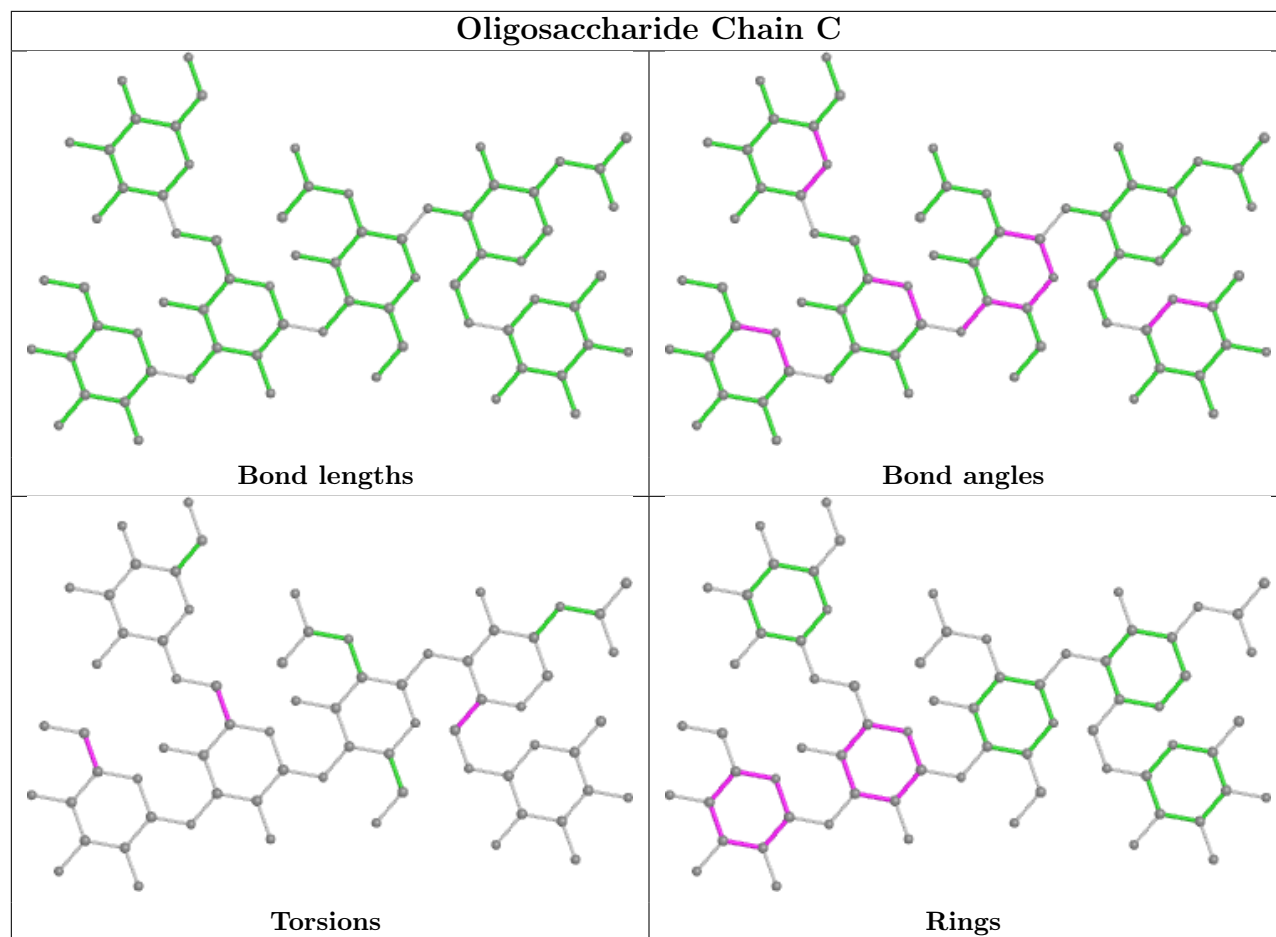 Oligosaccharide Chain C
Bond lengths
Bond angles
Torsions
Rings